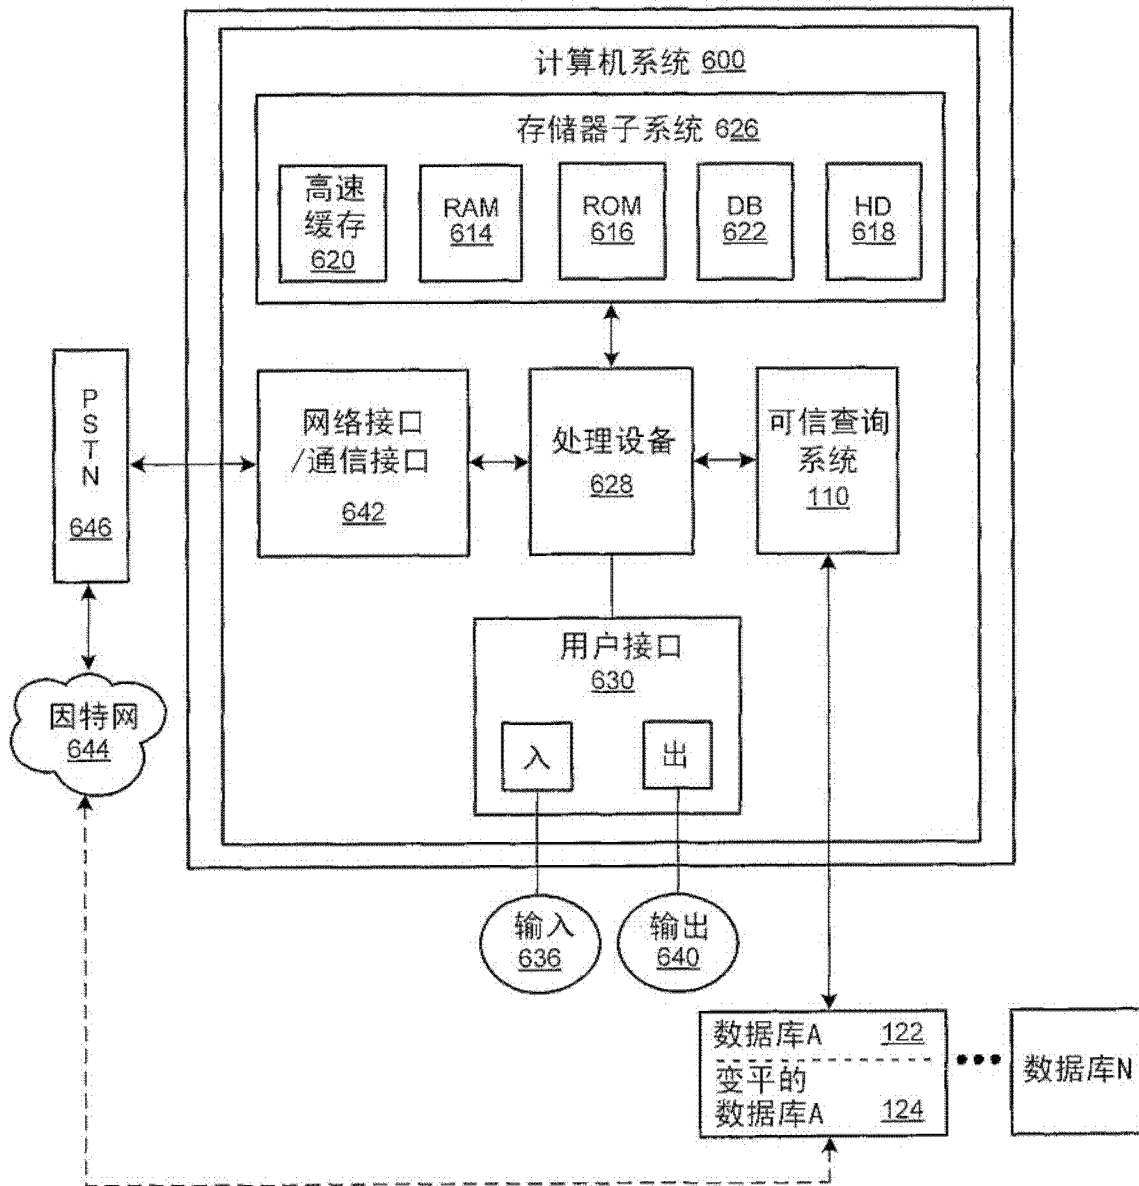 计算机系统 600
存储器子系统 626
高速
缓存
620
RAM
614
ROM
616
DB
622
HD
618
P
S
T
N
646
网络接口
/通信接口
642
处理设备
628
可信查询
系统
110
用户接口
630
入
出
因特网
644
输入
636
输出
640
数据库A 122
变平的
数据库A 124
数据库N